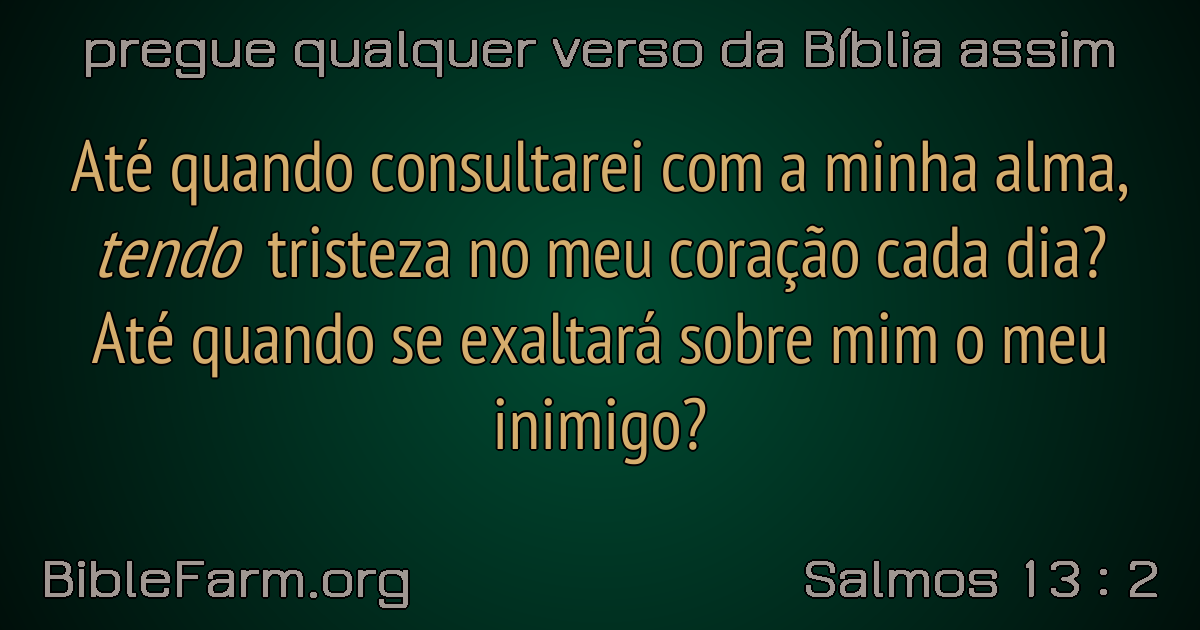 pregue qualquer verso da Bíblia assim
Até quando consultarei com a minha alma,
tendo tristeza no meu coração cada dia?
Até quando se exaltará sobre mim o meu
inimigo?
BibleFarm.org
Salmos 13 : 2